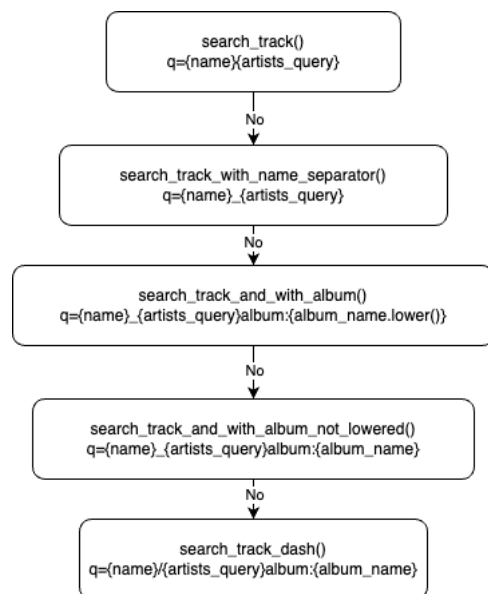 search_track()
q={name}{artists_query}
No
search_track_with_name_separator()
q={name}_{artists_query}
No
search_track_and_with_album()
q={name}_{artists_query}album:{album_name.lower()}
No
search_track_and_with_album_not_lowered()
q={name}_{artists_query}album:{album_name}
No
search_track_dash()
q={name}/{artists_query}album:{album_name}